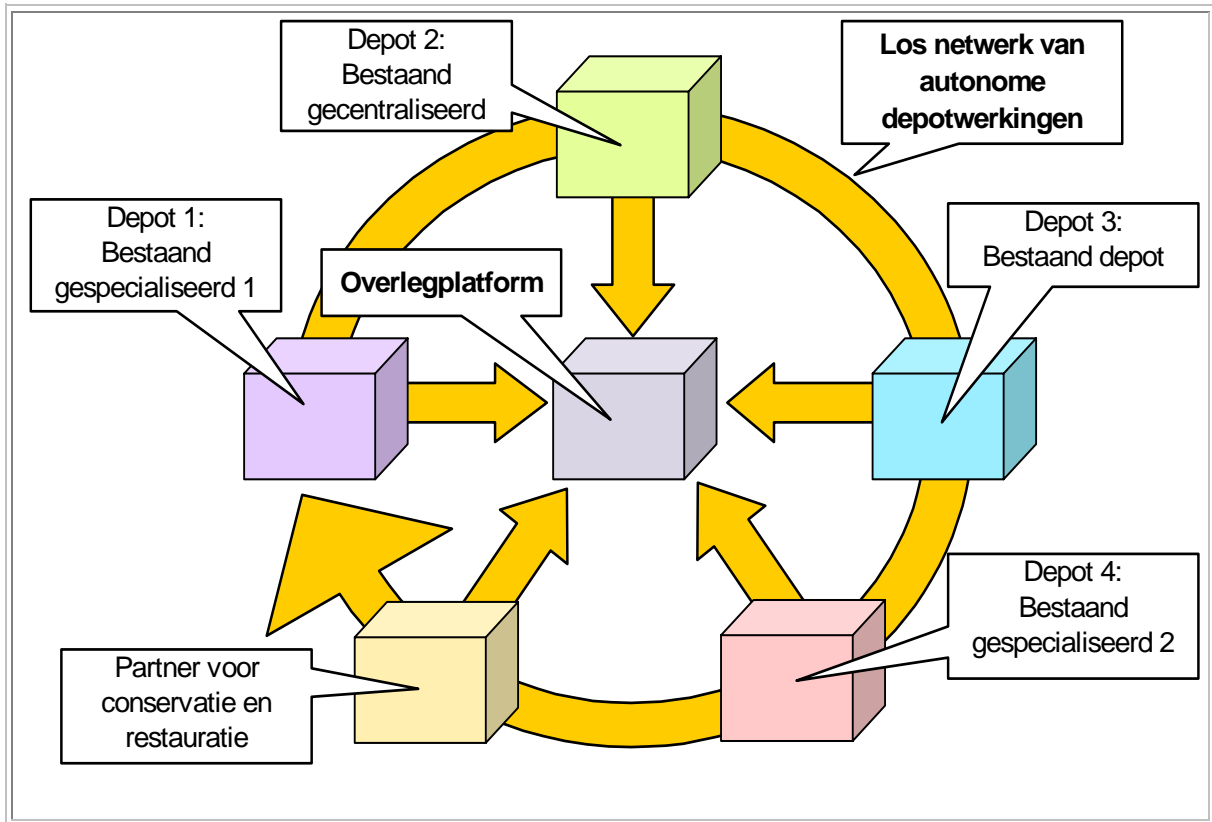 Depot 2:
Bestaand
gecentraliseerd
Los netwerk van
autonome
depotwerkingen
Depot 1:
Bestaand
gespecialiseerd 1
Overlegplatform
Depot 3:
Bestaand depot
Depot 4:
Bestaand
gespecialiseerd 2
Partner voor
conservatie en
restauratie